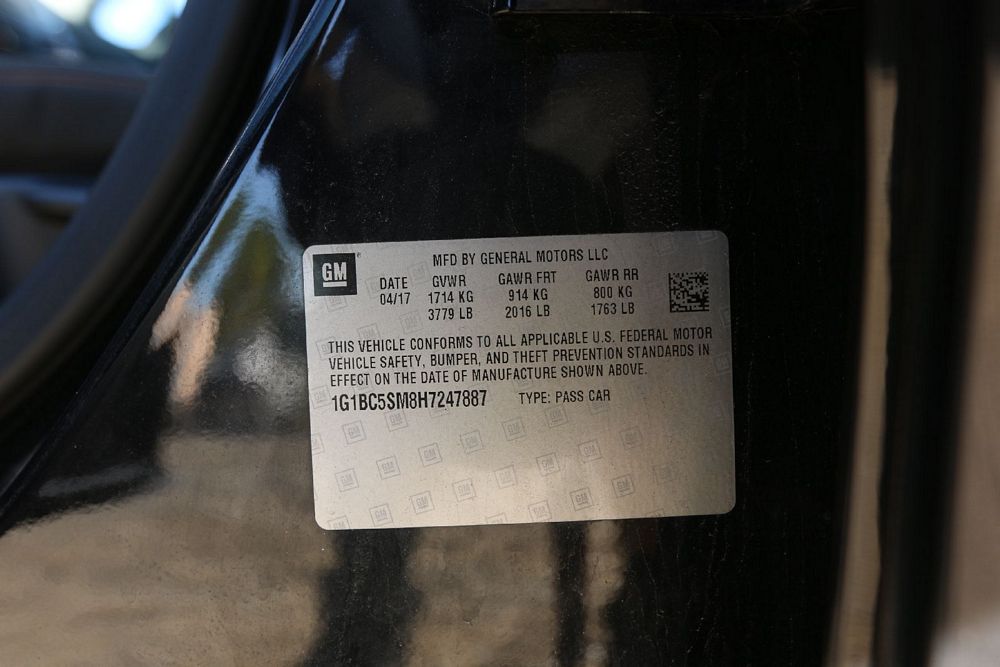 GM
MFD BY GENERAL MOTORS LLC
DATE GVWR GAWR FRT GAWR RR
04/17 1714 KG 914 KG 800 KG
3779 LB 2016 LB 1763 LB
THIS VEHICLE CONFORMS TO ALL APPLICABLE U.S. FEDERAL MOTOR
VEHICLE SAFETY, BUMPER, AND THEFT PREVENTION STANDARDS IN
EFFECT ON THE DATE OF MANUFACTURE SHOWN ABOVE.
1G1BC5SM8H7247887 TYPE: PASS CAR